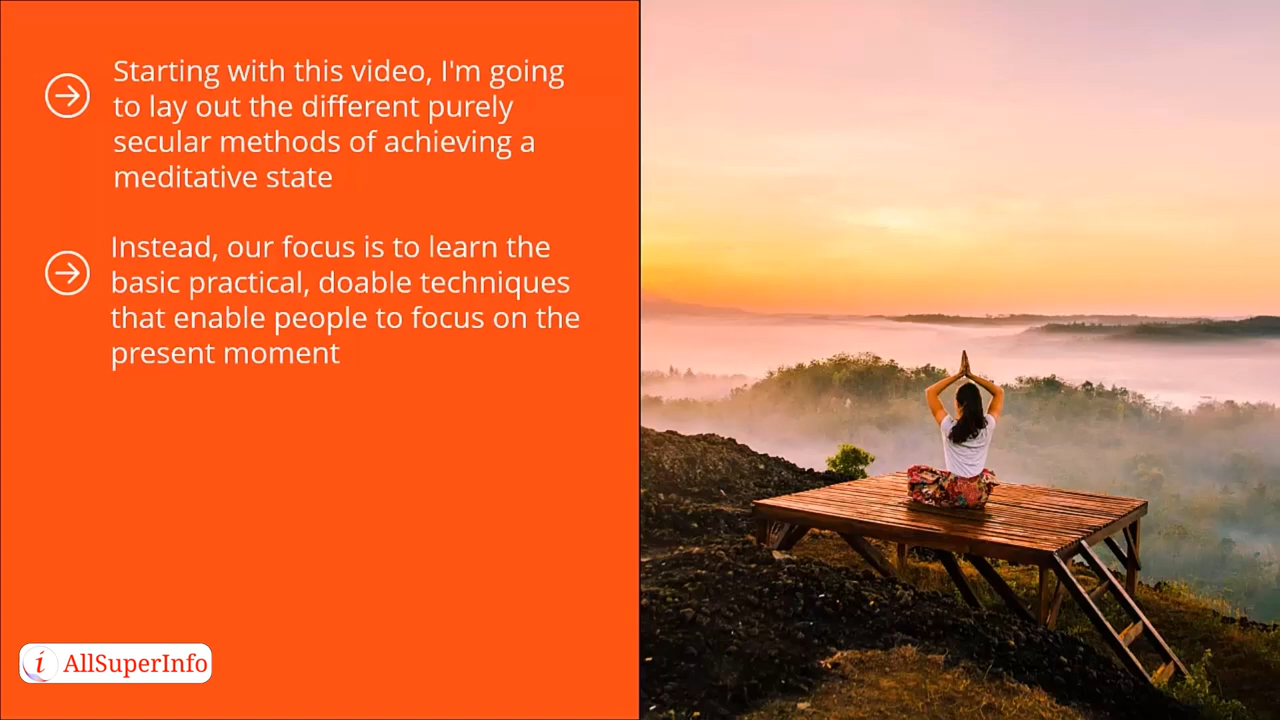 Starting with this video, I'm going
to lay out the different purely
secular methods of achieving a
meditative state
Instead, our focus is to learn the
basic practical, doable techniques
that enable people to focus on the
present moment
i AllSuperInfo